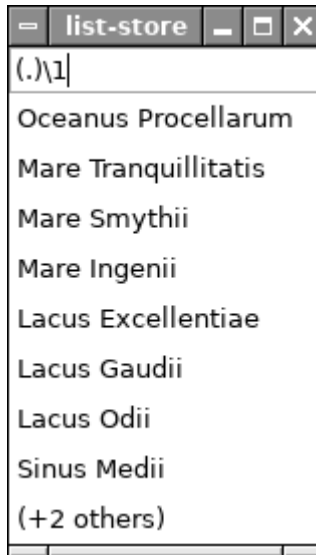 list-store
(.)\1
Oceanus Procellarum
Mare Tranquillitatis
Mare Smythii
Mare Ingenii
Lacus Excellentiae
Lacus Gaudii
Lacus Odii
Sinus Medii
(+2 others)